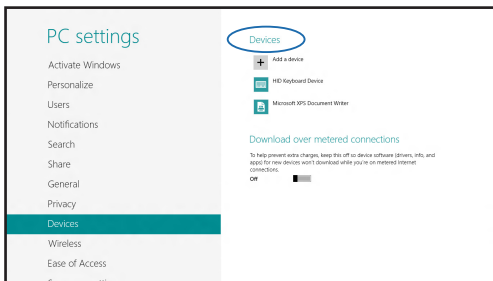 PC settings
Activate Windows
Personalize
Users
Notifications
Search
Share
General
Privacy
Devices
Wireless
Ease of Access
Devices
Add a device
HID Keyboard Device
Microsoft XPS Document Writer
Download over metered connections
To help prevent extra charges, keep this off so device software (drivers, info, and
apps) for new devices won't download while you're on metered Internet
connections.
Off